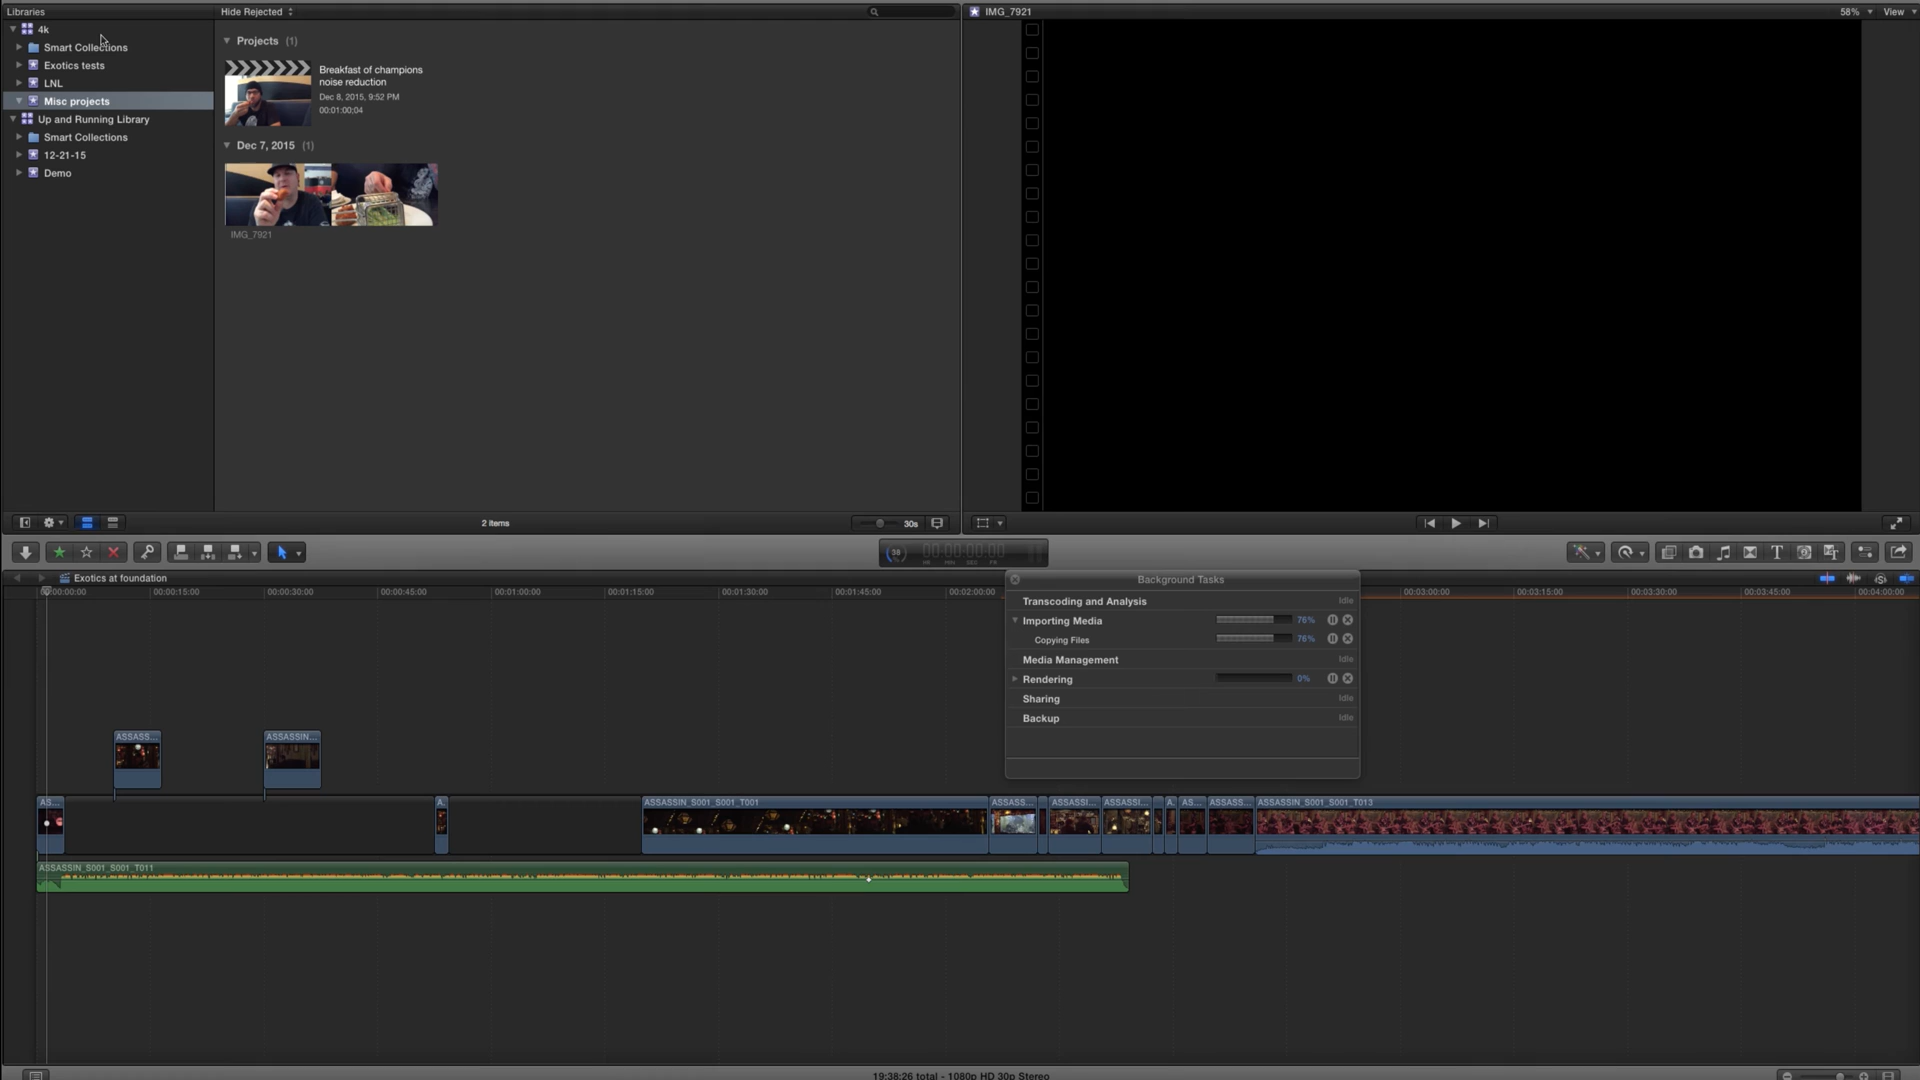 Libraries
Hide Rejected
IMG_7921
58%
View
4k
Smart Collections
Exotics tests
LNL
Misc projects
Up and Running Library
Smart Collections
12-21-15
Demo
Projects (1)
Breakfast of champions
noise reduction
Dec 8, 2015, 9:52 PM
00:01:00;04
Dec 7, 2015 (1)
IMG_7921
2 items
30s
38
00:00:00:00
HR MIN SEC FR
Exotics at foundation
00:00:00:00
00:00:15:00
00:00:30:00
00:00:45:00
00:01:00:00
00:01:15:00
00:01:30:00
00:01:45:00
00:02:00:00
00:03:00:00
00:03:15:00
00:03:30:00
00:03:45:00
00:04:00:00
Background Tasks
Transcoding and Analysis Idle
Importing Media 76%
Copying Files 76%
Media Management Idle
Rendering 0%
Sharing Idle
Backup Idle
ASSASS...
ASSASSIN...
AS...
A.
ASSASSIN_S001_S001_T001
ASSASS...
ASSASSI...
ASSASSI...
A.
AS...
ASSASS...
ASSASSIN_S001_S001_T013
ASSASSIN_S001_S001_T011
19:38:26 total - 1080p HD 30p Stereo